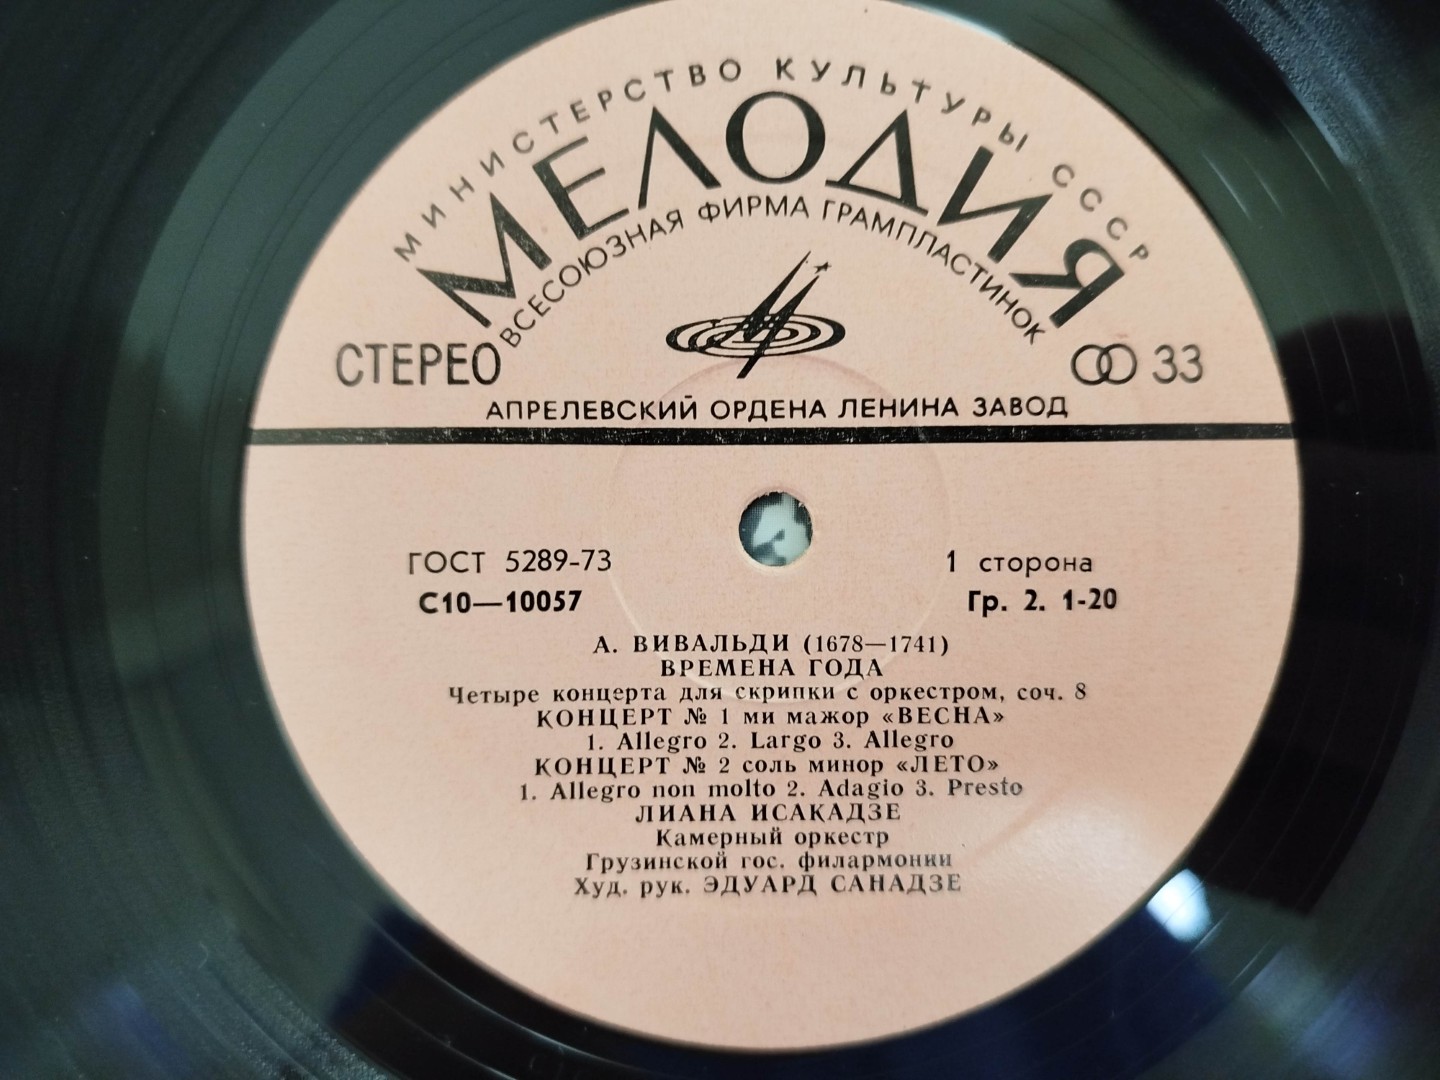 МИНИСТЕРСТВО КУЛЬТУРЫ СССР
МЕЛОДИЯ
ВСЕСОЮЗНАЯ ФИРМА ГРАМПЛАСТИНОК
СТЕРЕО
33
АПРЕЛЕВСКИЙ ОРДЕНА ЛЕНИНА ЗАВОД
ГОСТ 5289-73
1 сторона
С10—10057
Гр. 2. 1-20
А. ВИВАЛЬДИ (1678—1741)
ВРЕМЕНА ГОДА
Четыре концерта для скрипки с оркестром, соч. 8
КОНЦЕРТ № 1 ми мажор «ВЕСНА»
1. Allegro 2. Largo 3. Allegro
КОНЦЕРТ № 2 соль минор «ЛЕТО»
1. Allegro non molto 2. Adagio 3. Presto
ЛИАНА ИСАКАДЗЕ
Камерный оркестр
Грузинской гос. филармонии
Худ. рук. ЭДУАРД САНАДЗЕ